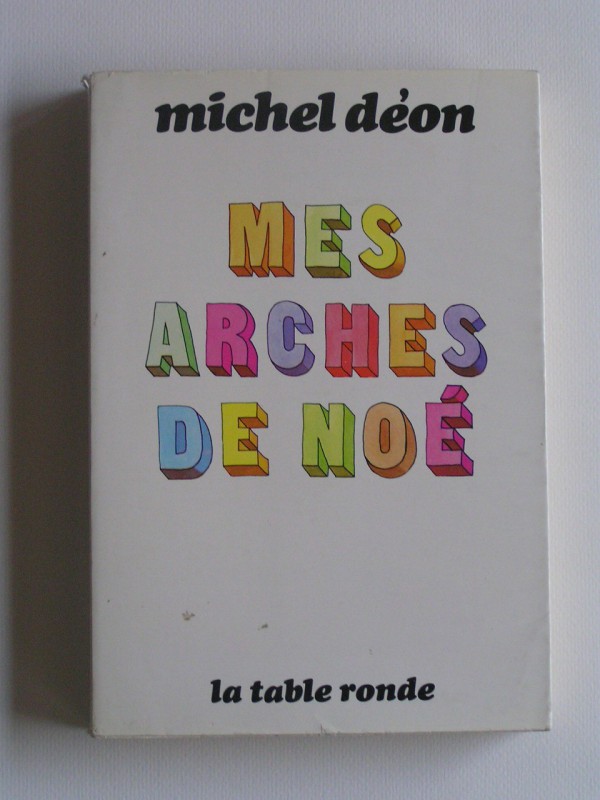 michel déon
MES
ARCHES
DE NOÉ
la table ronde